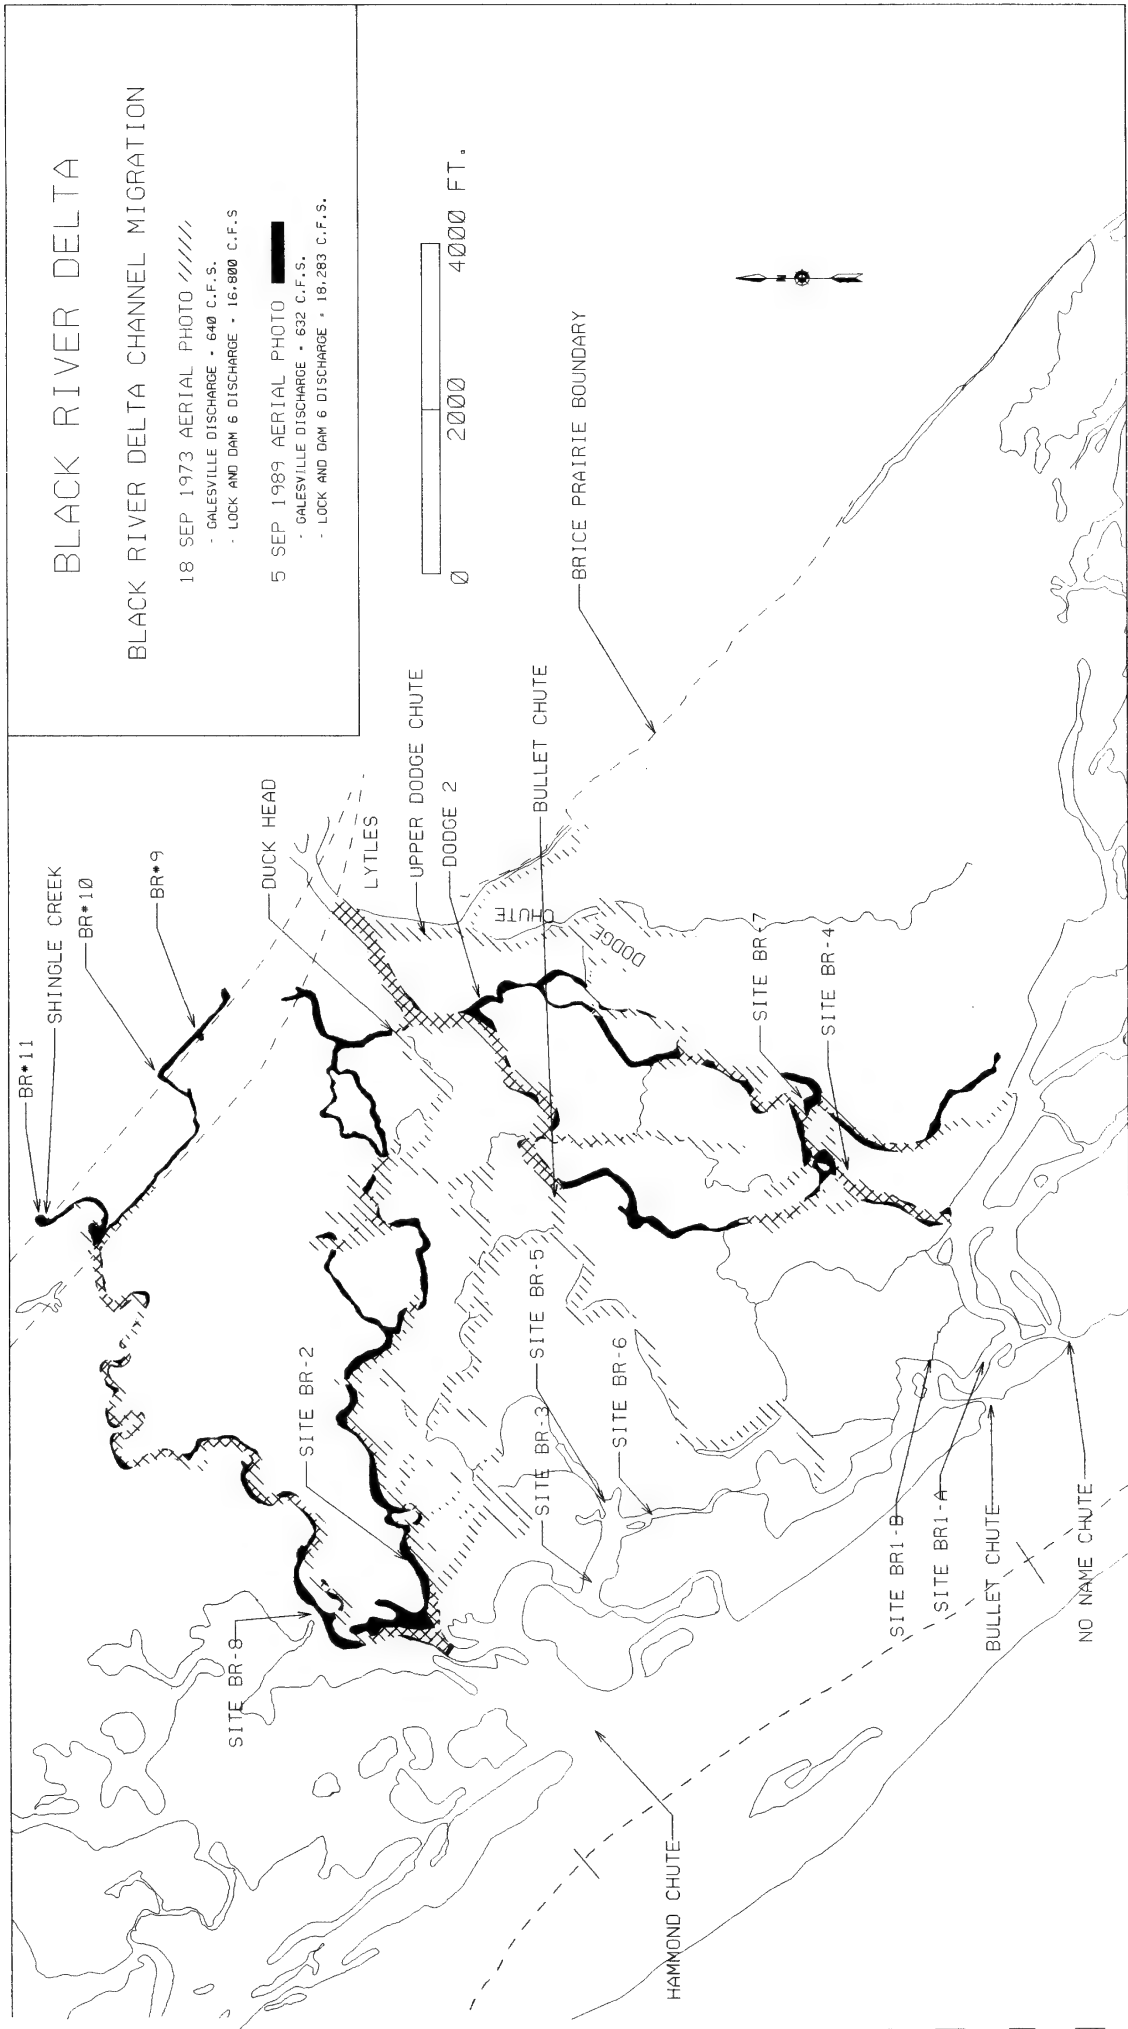 BLACK RIVER DELTA
BLACK RIVER DELTA CHANNEL MIGRATION
18 SEP 1973 AERIAL PHOTO
- GALESVILLE DISCHARGE - 640 C.F.S.
- LOCK AND DAM 6 DISCHARGE - 16,800 C.F.S
5 SEP 1989 AERIAL PHOTO
- GALESVILLE DISCHARGE - 632 C.F.S.
- LOCK AND DAM 6 DISCHARGE - 18,283 C.F.S.
0 2000 4000 FT.
N
BR*11
SHINGLE CREEK
BR*10
BR*9
DUCK HEAD
LYTLES
UPPER DODGE CHUTE
DODGE 2
BULLET CHUTE
BRICE PRAIRIE BOUNDARY
DODGE CHUTE
SITE BR-7
SITE BR-4
SITE BR-2
SITE BR-5
SITE BR-3
SITE BR-6
SITE BR-8
SITE BR1-B
SITE BR1-A
BULLET CHUTE
NO NAME CHUTE
HAMMOND CHUTE